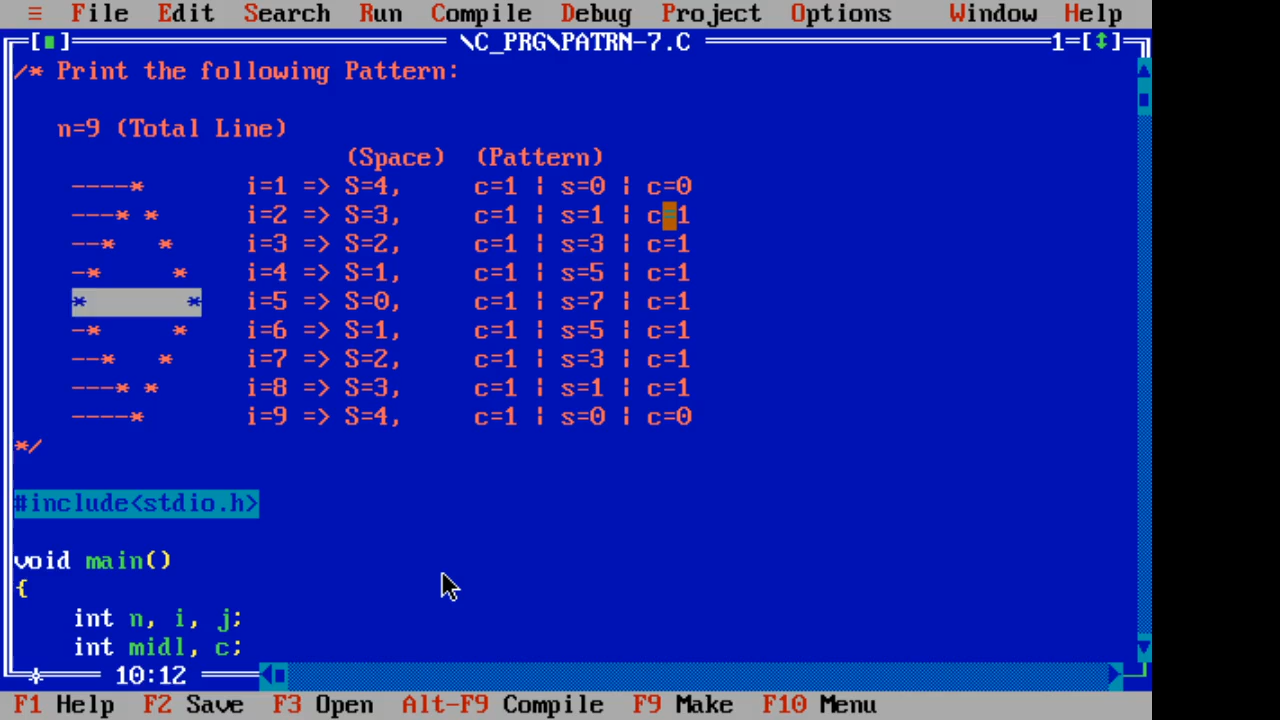 ≡ File Edit Search Run Compile Debug Project Options Window Help
[■] \C_PRG\PATRN-7.C 1=[↕]
/* Print the following Pattern:
n=9 (Total Line)
(Space) (Pattern)
----* i=1 => S=4, c=1 ¦ s=0 ¦ c=0
---* * i=2 => S=3, c=1 ¦ s=1 ¦ c=1
--*   * i=3 => S=2, c=1 ¦ s=3 ¦ c=1
-*     * i=4 => S=1, c=1 ¦ s=5 ¦ c=1
*       * i=5 => S=0, c=1 ¦ s=7 ¦ c=1
-*     * i=6 => S=1, c=1 ¦ s=5 ¦ c=1
--*   * i=7 => S=2, c=1 ¦ s=3 ¦ c=1
---* * i=8 => S=3, c=1 ¦ s=1 ¦ c=1
----* i=9 => S=4, c=1 ¦ s=0 ¦ c=0
*/
#include<stdio.h>
void main()
{
int n, i, j;
int midl, c;
10:12
F1 Help F2 Save F3 Open Alt-F9 Compile F9 Make F10 Menu